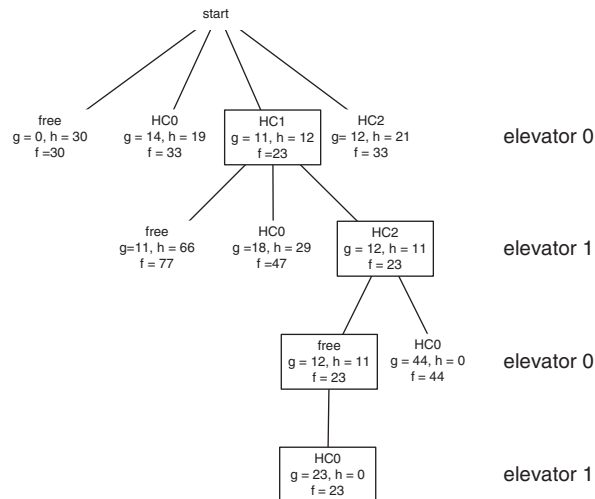 start
free
g = 0, h = 30
f =30
HC0
g = 14, h = 19
f = 33
HC1
g = 11, h = 12
f =23
HC2
g= 12, h = 21
f = 33
elevator 0
free
g=11, h = 66
f = 77
HC0
g =18, h = 29
f =47
HC2
g = 12, h = 11
f = 23
elevator 1
free
g = 12, h = 11
f = 23
HC0
g = 44, h = 0
f = 44
elevator 0
HC0
g = 23, h = 0
f = 23
elevator 1